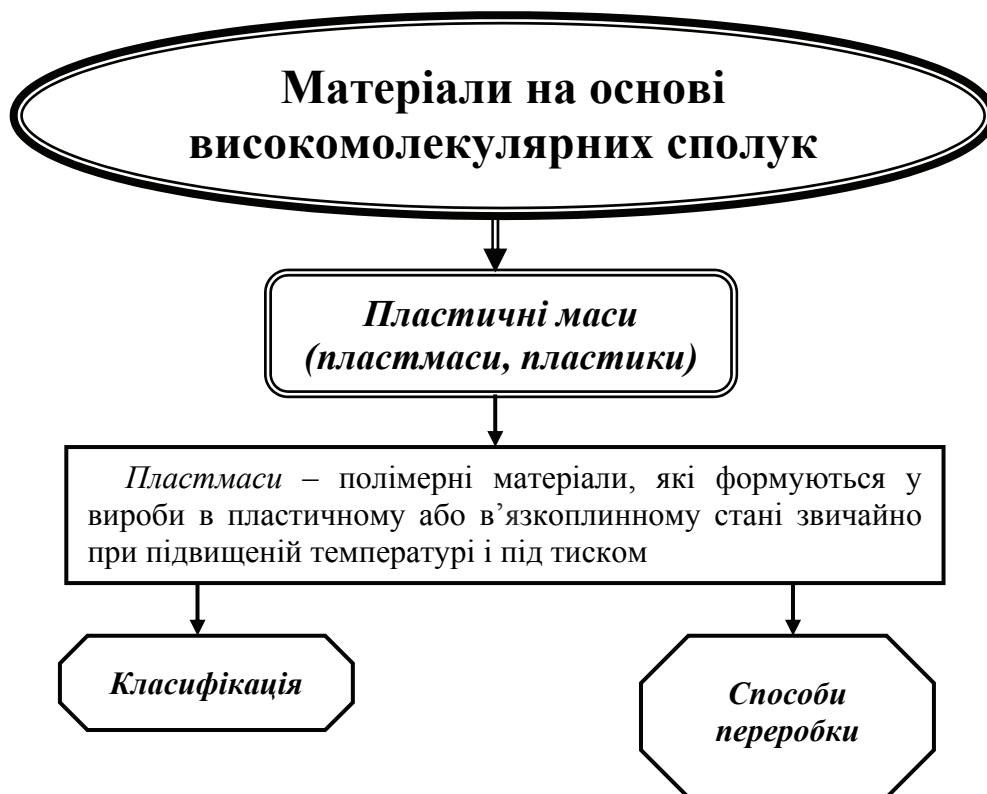 Матеріали на основі
високомолекулярних сполук
Пластичні маси
(пластмаси, пластики)
Пластмаси – полімерні матеріали, які формуються у
вироби в пластичному або в’язкоплинному стані звичайно
при підвищеній температурі і під тиском
Класифікація
Способи
переробки